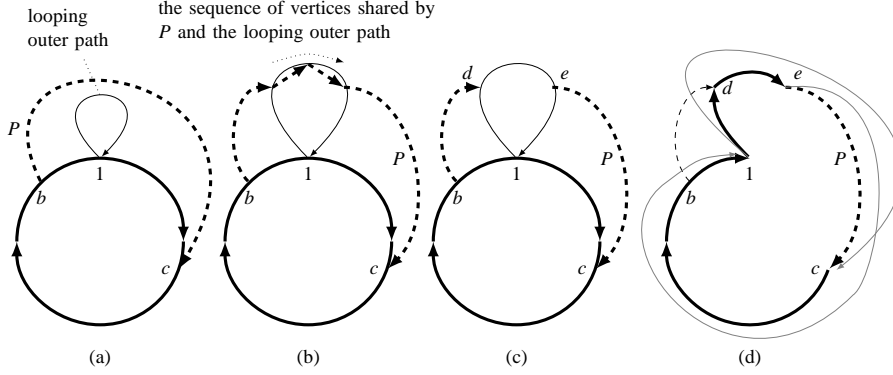 looping
outer path
the sequence of vertices shared by
P and the looping outer path
P
b
1
c
(a)
b
1
c
P
(b)
d
e
b
1
c
P
(c)
d
e
b
1
c
P
(d)